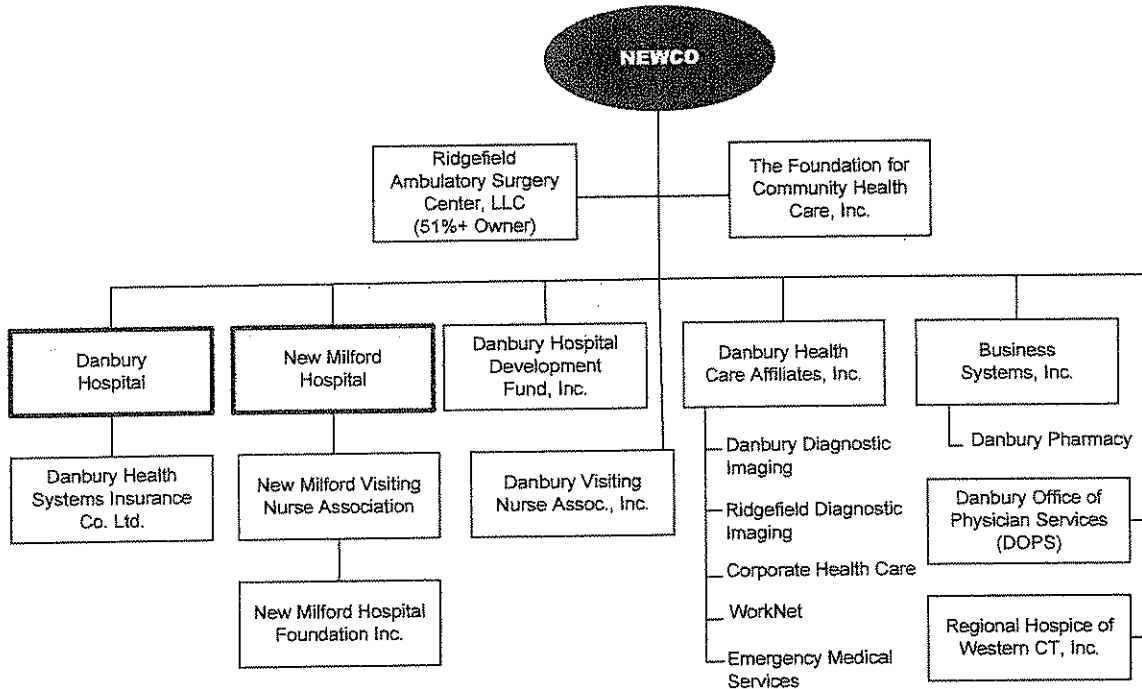 NEWCO
Ridgefield
Ambulatory Surgery
Center, LLC
(51%+ Owner)
The Foundation for
Community Health
Care, Inc.
Danbury
Hospital
New Milford
Hospital
Danbury Hospital
Development
Fund, Inc.
Danbury Health
Care Affiliates, Inc.
Business
Systems, Inc.
Danbury Health
Systems Insurance
Co. Ltd.
New Milford Visiting
Nurse Association
New Milford Hospital
Foundation Inc.
Danbury Visiting
Nurse Assoc., Inc.
Danbury Diagnostic
Imaging
Ridgefield Diagnostic
Imaging
Corporate Health Care
WorkNet
Emergency Medical
Services
Danbury Pharmacy
Danbury Office of
Physician Services
(DOPS)
Regional Hospice of
Western CT, Inc.